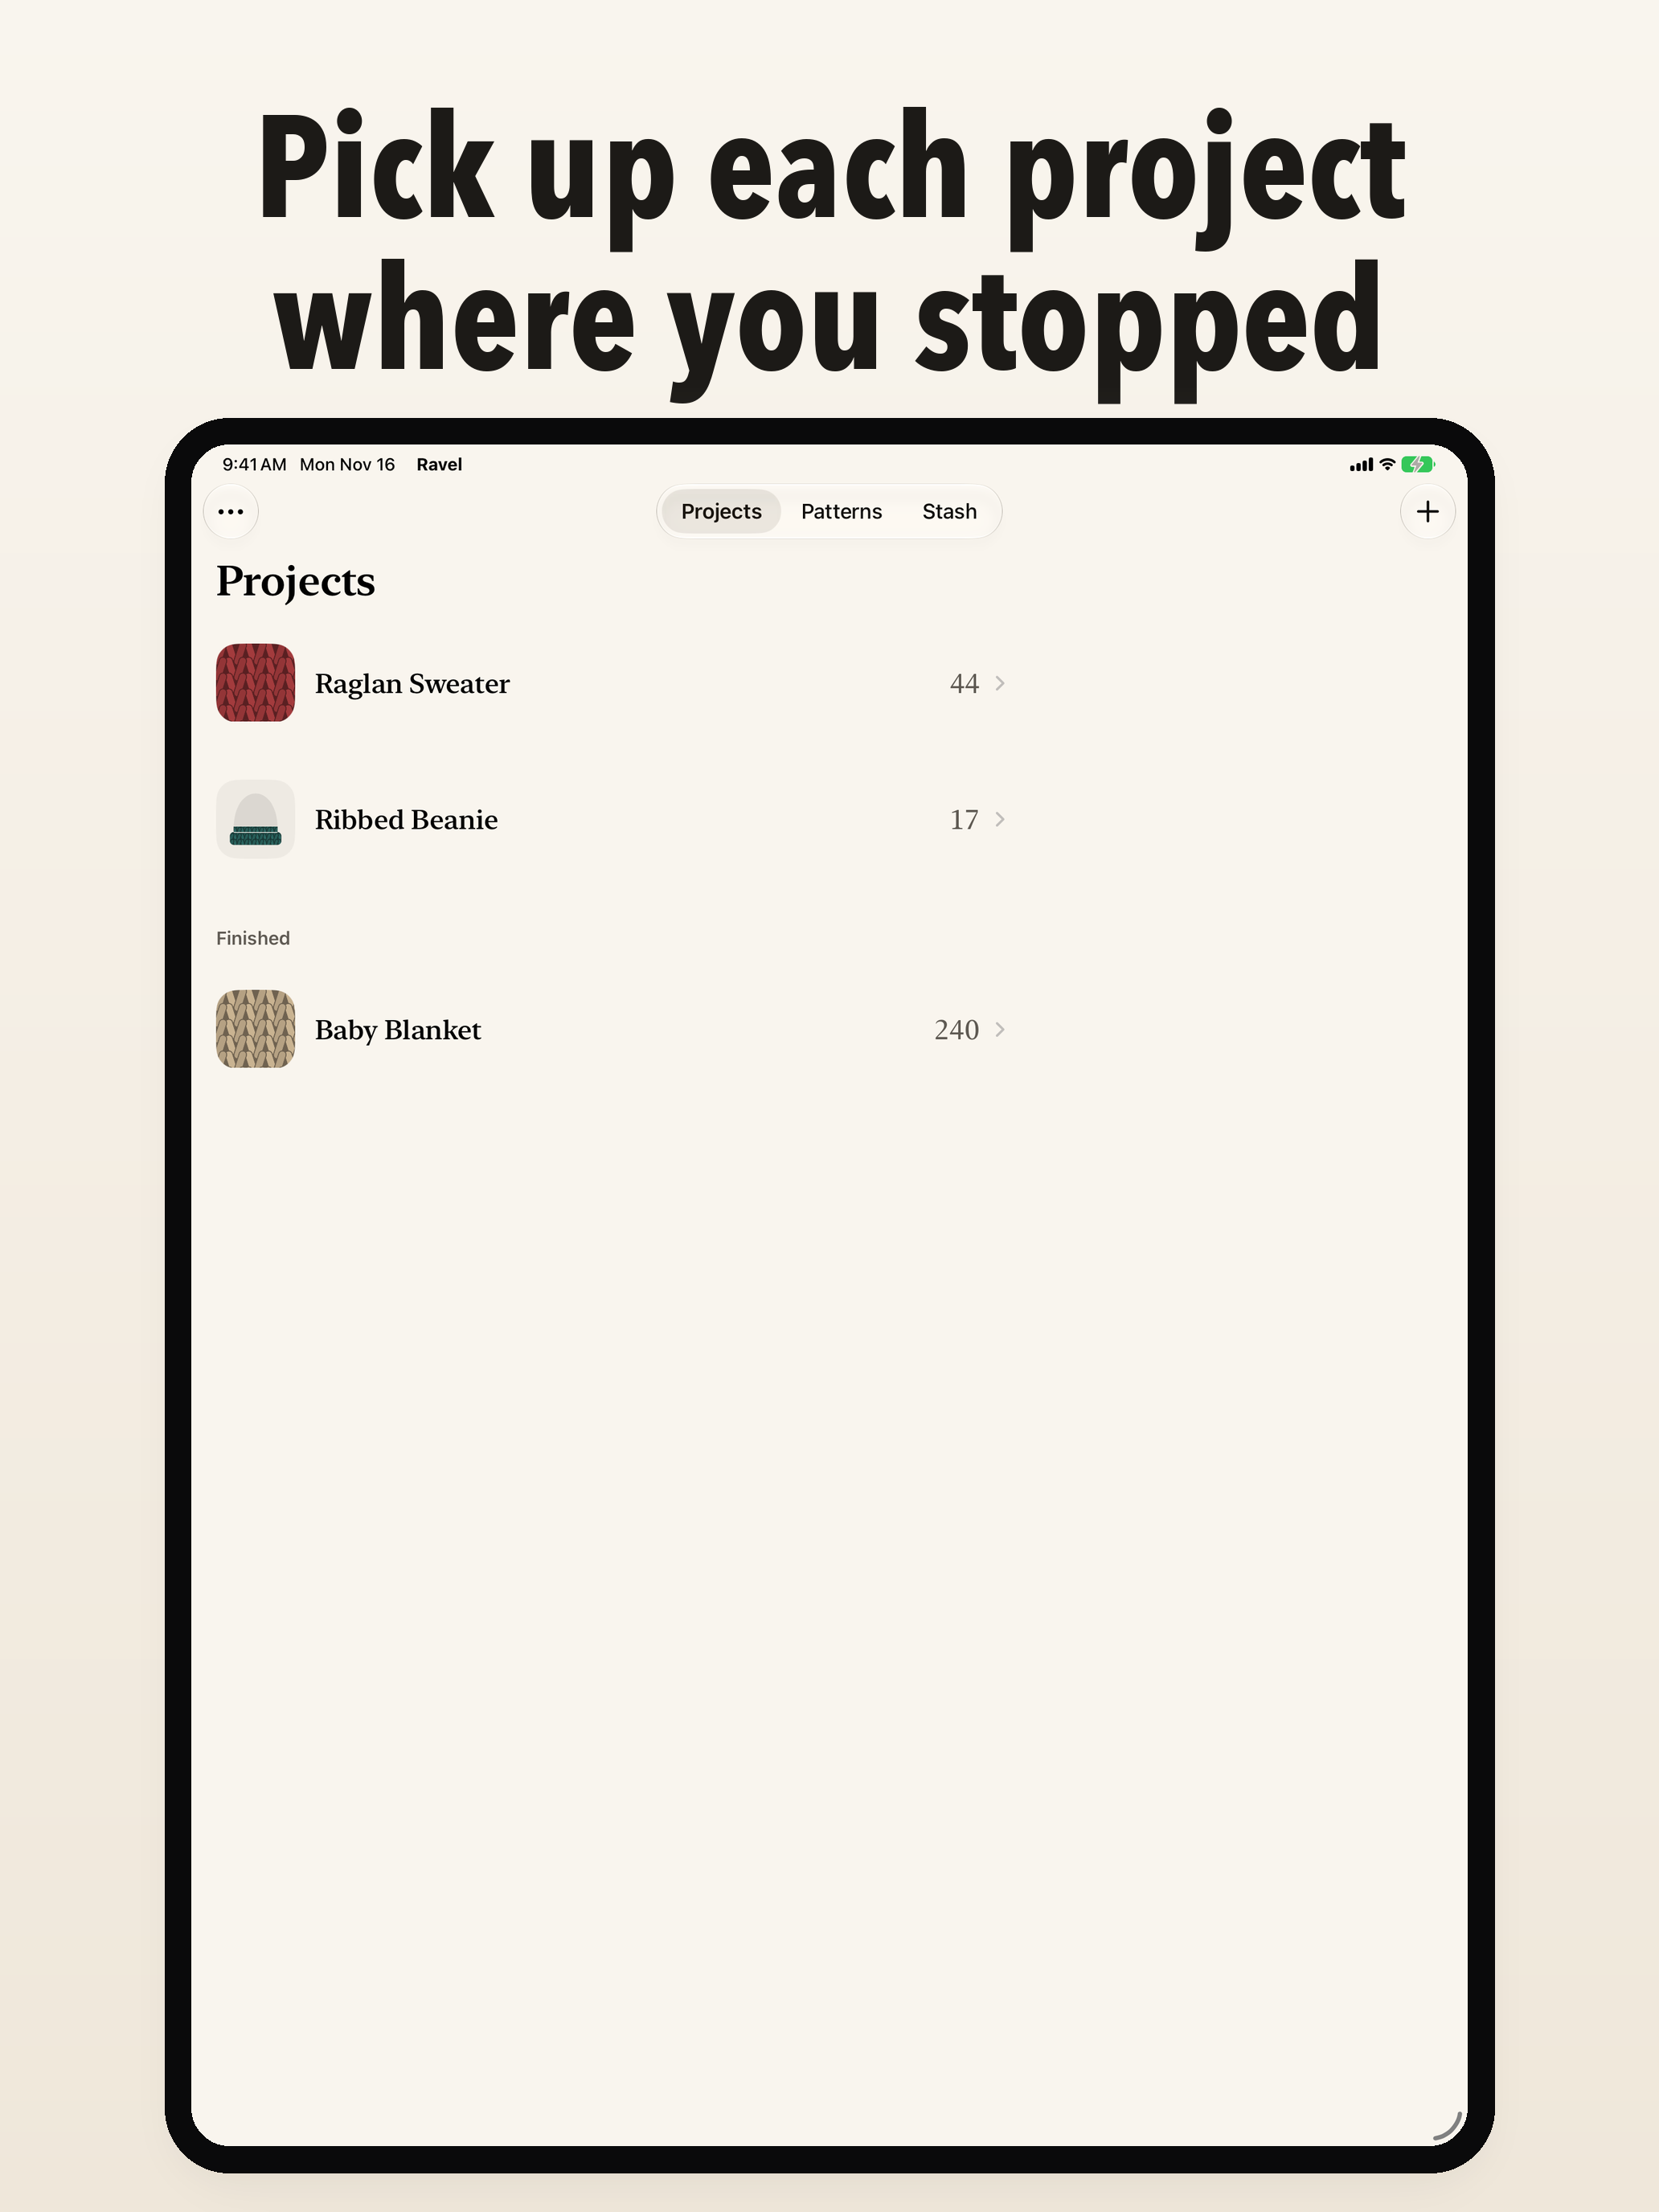 Pick up each project
where you stopped
9:41 AM Mon Nov 16 Ravel
Projects Patterns Stash
Projects
Raglan Sweater 44
Ribbed Beanie 17
Finished
Baby Blanket 240